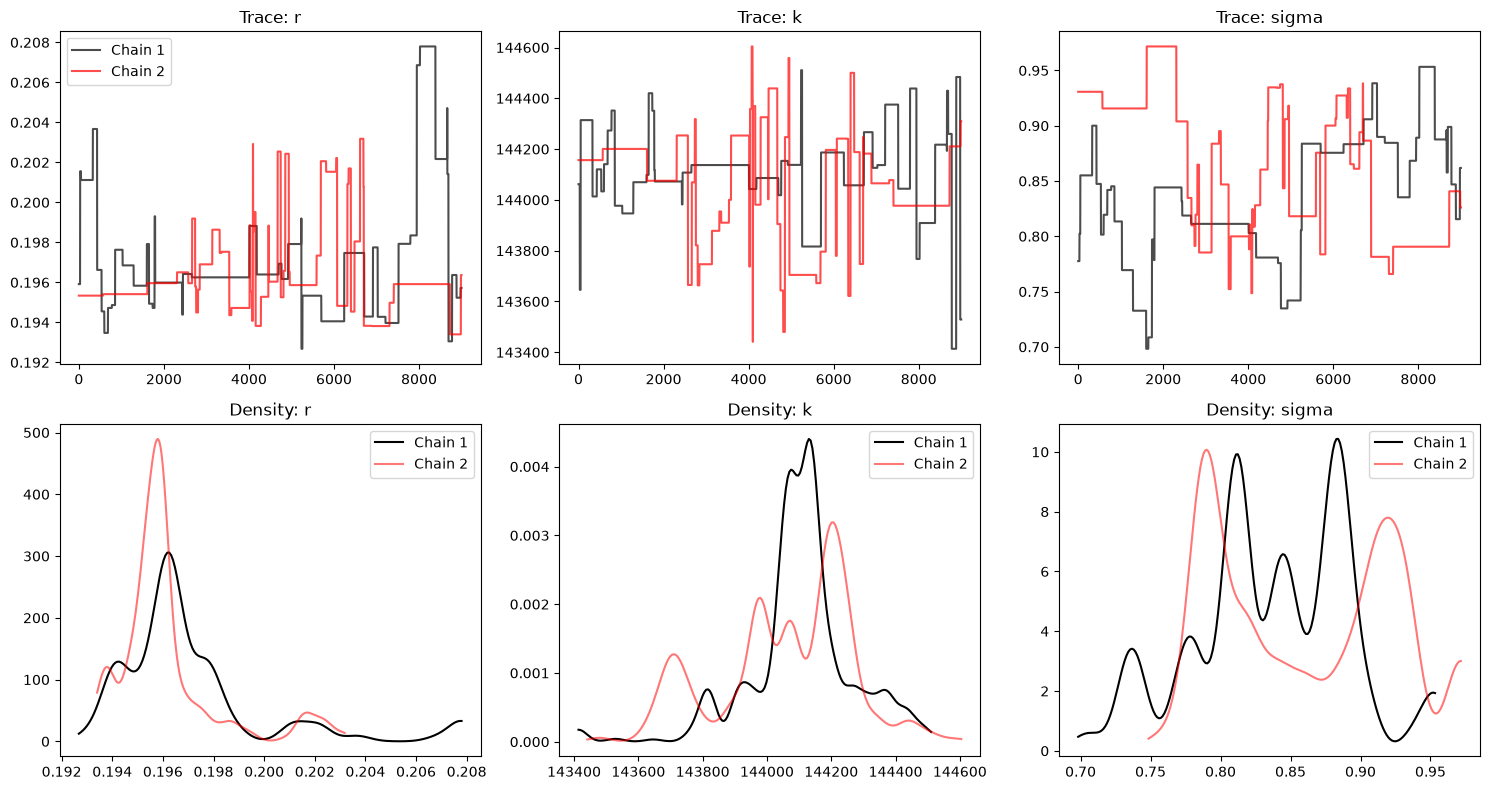 Trace: r
Trace: k
Trace: sigma
0.208
0.206
0.204
0.202
0.200
0.198
0.196
0.194
0.192
Chain 1
Chain 2
0 2000 4000 6000 8000
144600
144400
144200
144000
143800
143600
143400
0 2000 4000 6000 8000
0.95
0.90
0.85
0.80
0.75
0.70
0 2000 4000 6000 8000
Density: r
Density: k
Density: sigma
500
400
300
200
100
0
Chain 1
Chain 2
0.192 0.194 0.196 0.198 0.200 0.202 0.204 0.206 0.208
0.004
0.003
0.002
0.001
0.000
Chain 1
Chain 2
143400 143600 143800 144000 144200 144400 144600
10
8
6
4
2
0
Chain 1
Chain 2
0.70 0.75 0.80 0.85 0.90 0.95